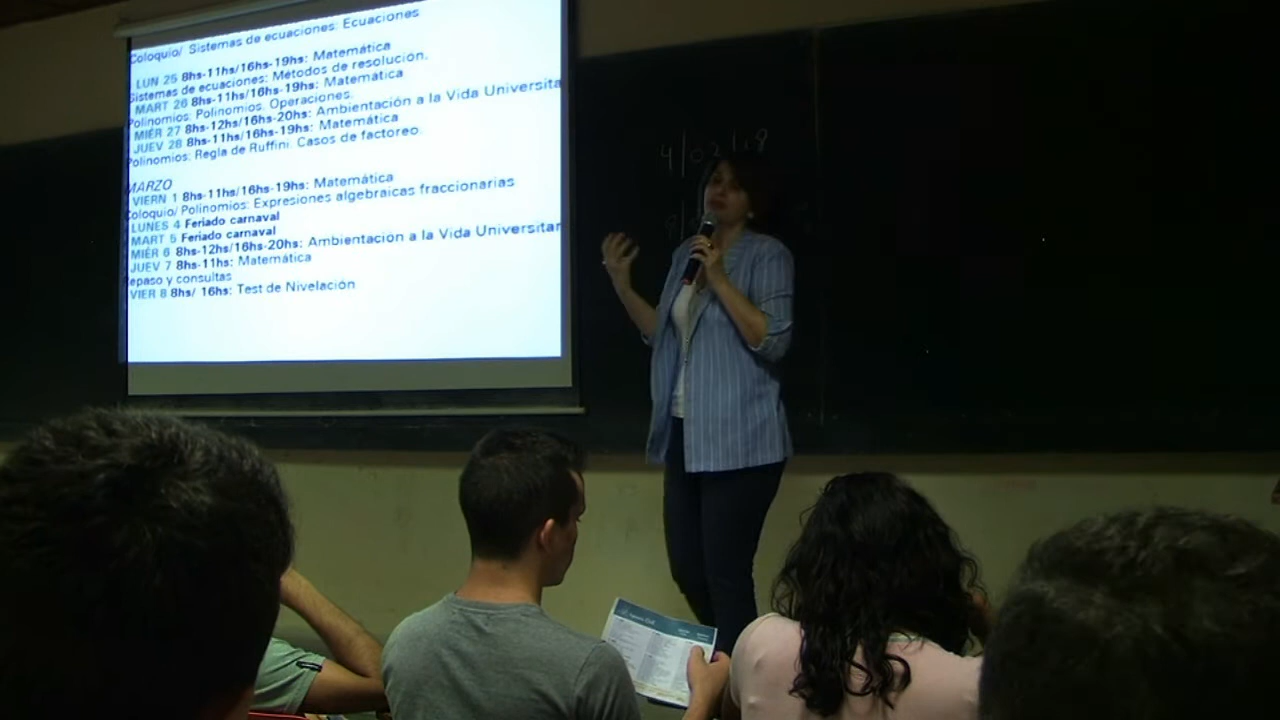 Coloquio/ Sistemas de ecuaciones: Ecuaciones
LUN 25 8hs-11hs/16hs-19hs: Matemática
Sistemas de ecuaciones: Métodos de resolución.
MART 26 8hs-11hs/16hs-19hs: Matemática
Polinomios: Polinomios. Operaciones.
MIÉR 27 8hs-12hs/16hs-20hs: Ambientación a la Vida Universita
JUEV 28 8hs-11hs/16hs-19hs: Matemática
Polinomios: Regla de Ruffini. Casos de factoreo.
MARZO
VIERN 1 8hs-11hs/16hs-19hs: Matemática
Coloquio/ Polinomios: Expresiones algebraicas fraccionarias
LUNES 4 Feriado carnaval
MART 5 Feriado carnaval
MIÉR 6 8hs-12hs/16hs-20hs: Ambientación a la Vida Universitar
JUEV 7 8hs-11hs: Matemática
Repaso y consultas
VIER 8 8hs/ 16hs: Test de Nivelación
4/02/18